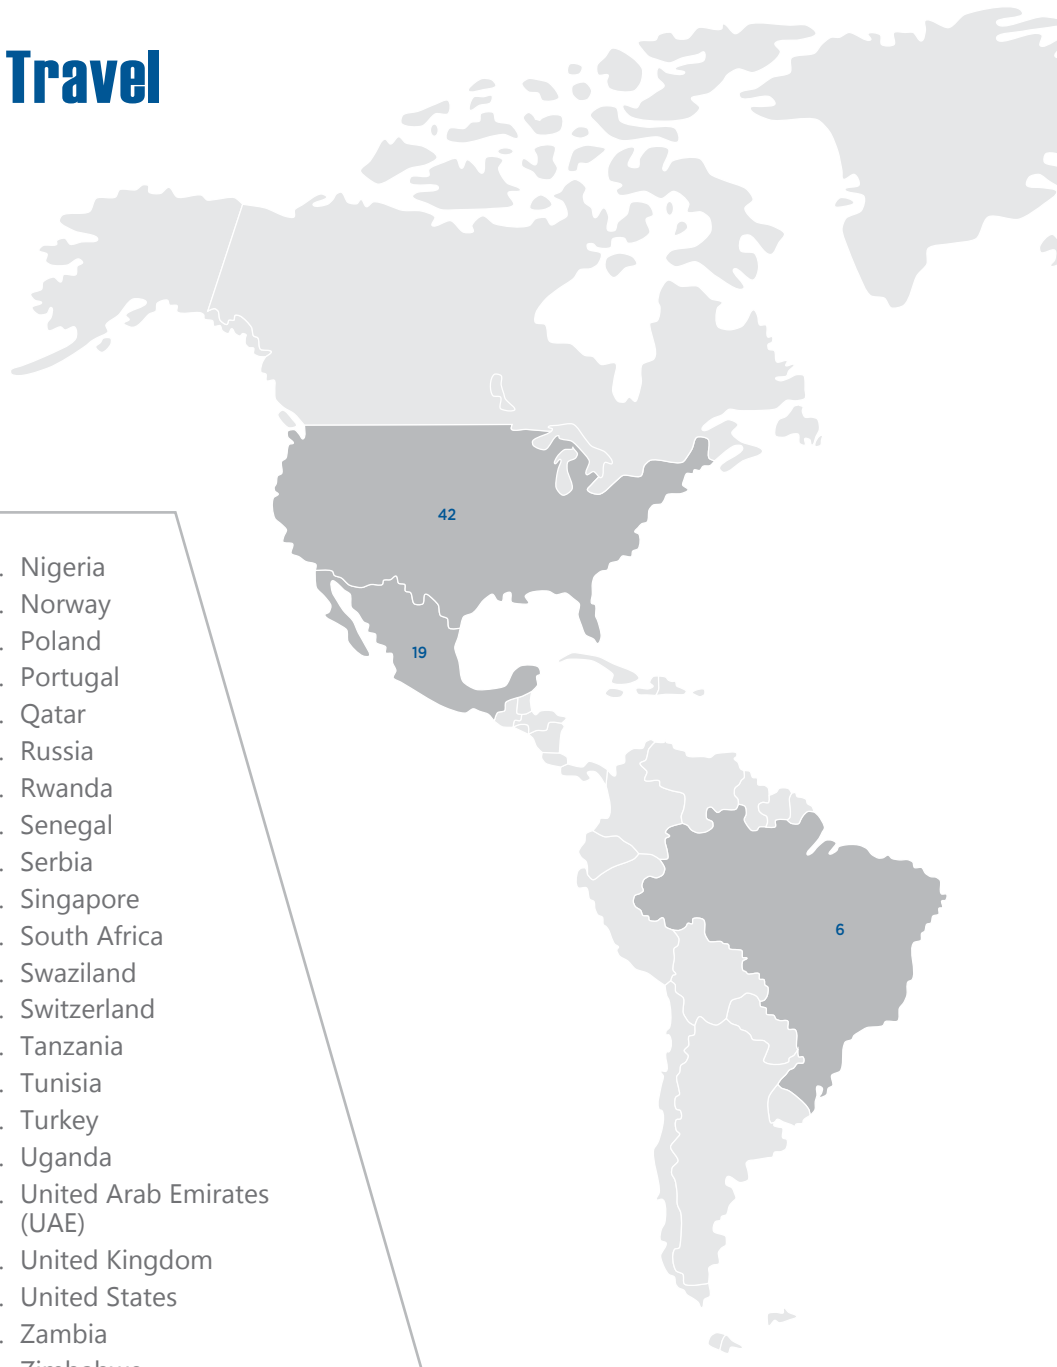 Travel
. Nigeria
. Norway
. Poland
. Portugal
. Qatar
. Russia
. Rwanda
. Senegal
. Serbia
. Singapore
. South Africa
. Swaziland
. Switzerland
. Tanzania
. Tunisia
. Turkey
. Uganda
. United Arab Emirates
(UAE)
. United Kingdom
. United States
. Zambia
. Zimbabwe
42
19
6